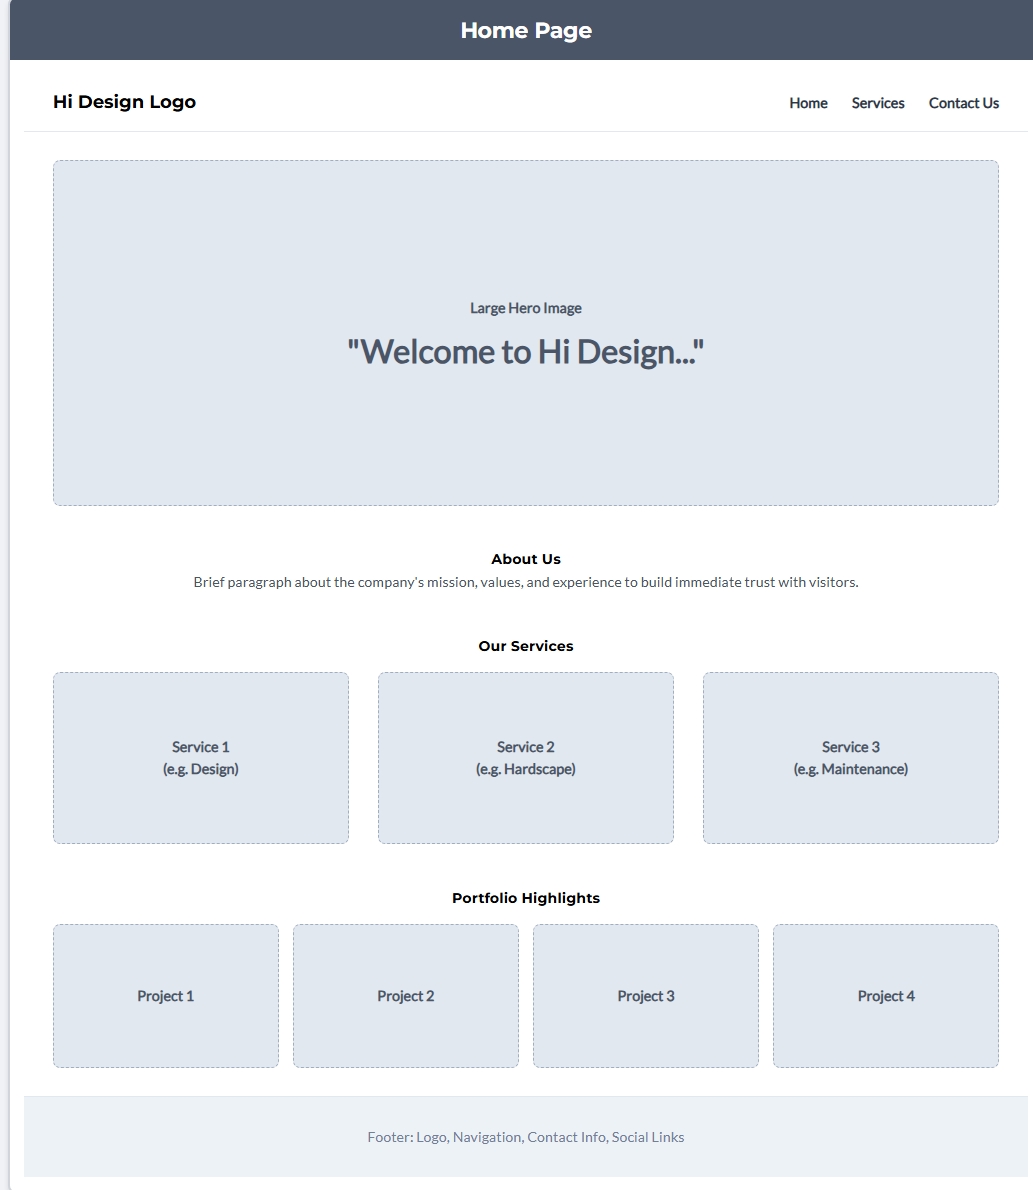 Home Page
Hi Design Logo
Home Services Contact Us
Large Hero Image
"Welcome to Hi Design..."
About Us
Brief paragraph about the company's mission, values, and experience to build immediate trust with visitors.
Our Services
Service 1
(e.g. Design)
Service 2
(e.g. Hardscape)
Service 3
(e.g. Maintenance)
Portfolio Highlights
Project 1
Project 2
Project 3
Project 4
Footer: Logo, Navigation, Contact Info, Social Links